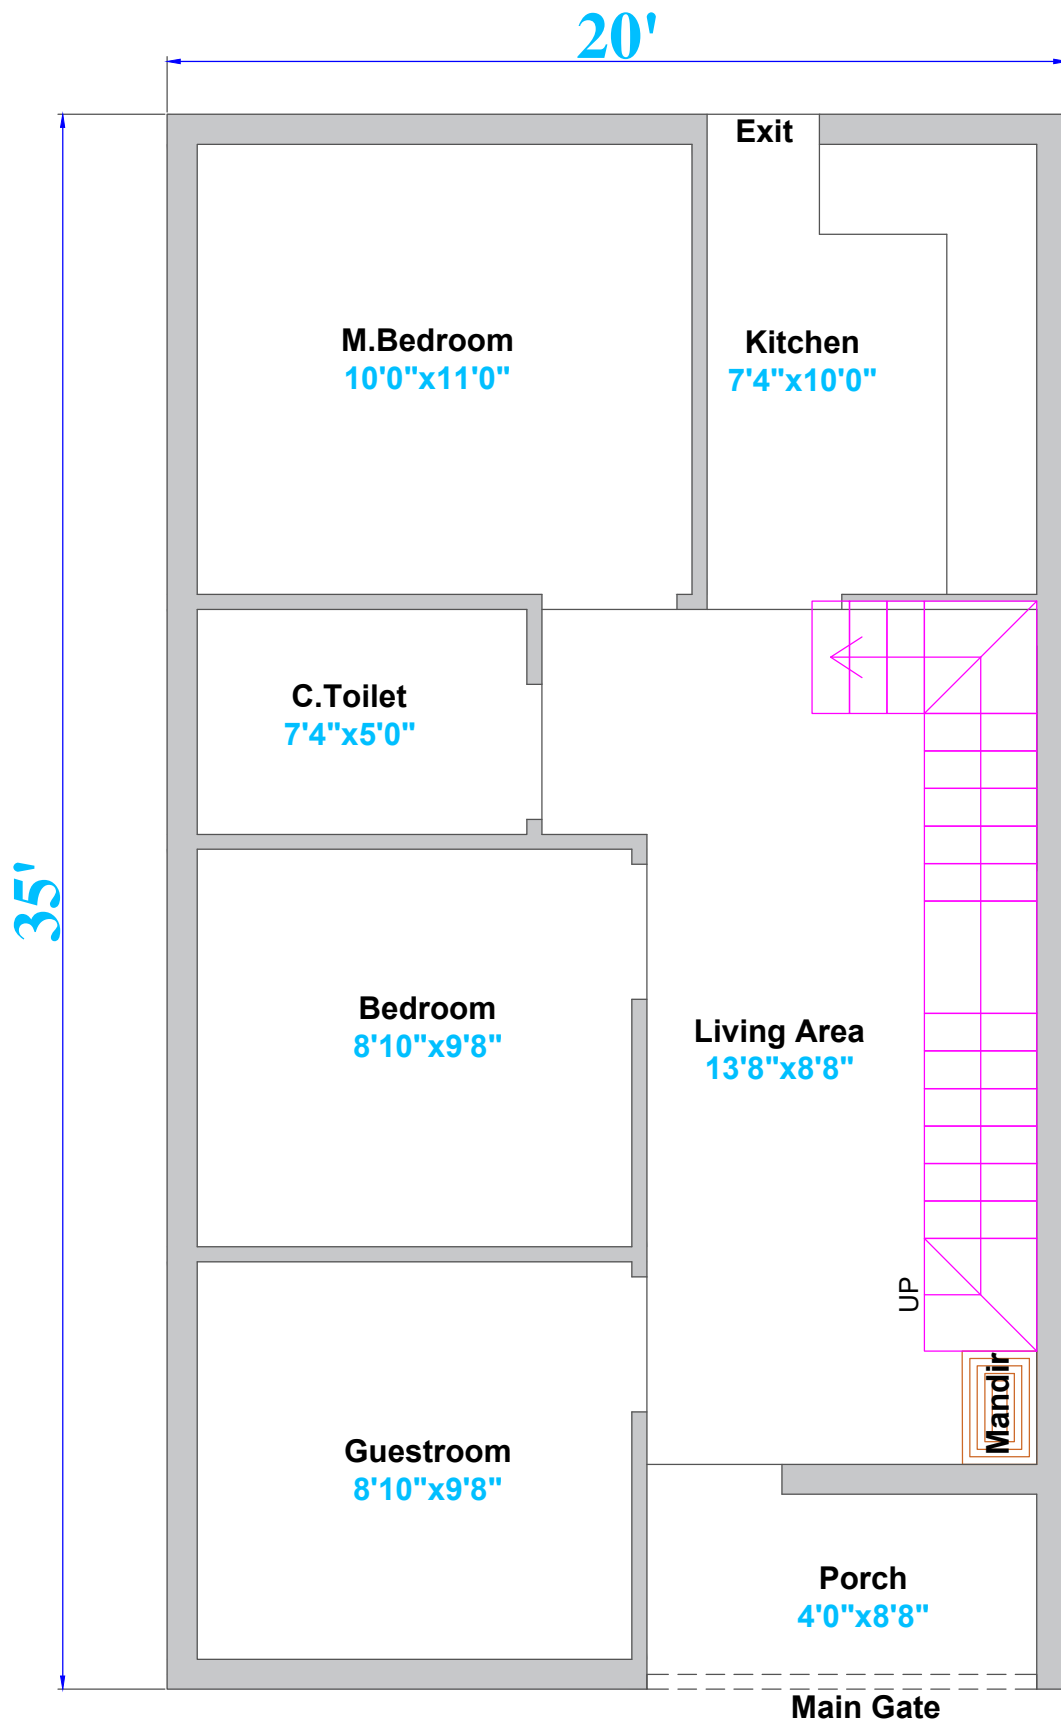 20'
Exit
M.Bedroom
10'0"x11'0"
Kitchen
7'4"x10'0"
C.Toilet
7'4"x5'0"
35'
Bedroom
8'10"x9'8"
Living Area
13'8"x8'8"
UP
Mandir
Guestroom
8'10"x9'8"
Porch
4'0"x8'8"
Main Gate